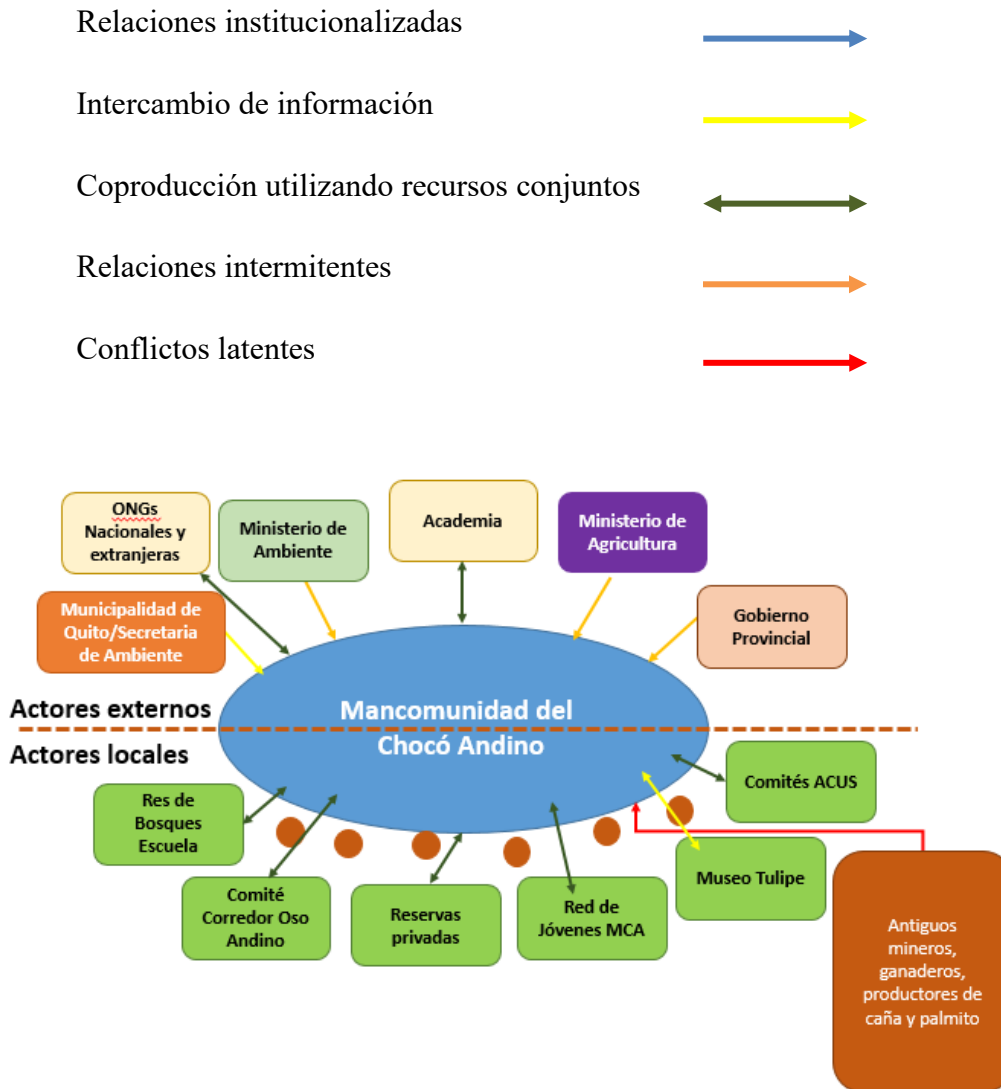 Relaciones institucionalizadas
Intercambio de información
Coproducción utilizando recursos conjuntos
Relaciones intermitentes
Conflictos latentes
ONGs
Nacionales y
extranjeras
Ministerio de
Ambiente
Academia
Ministerio de
Agricultura
Municipalidad de
Quito/Secretaria
de Ambiente
Gobierno
Provincial
Actores externos
Mancomunidad del
Chocó Andino
Actores locales
Comités ACUS
Res de
Bosques
Escuela
Museo Tulipe
Comité
Corredor Oso
Andino
Reservas
privadas
Red de
Jóvenes MCA
Antiguos
mineros,
ganaderos,
productores de
caña y palmito